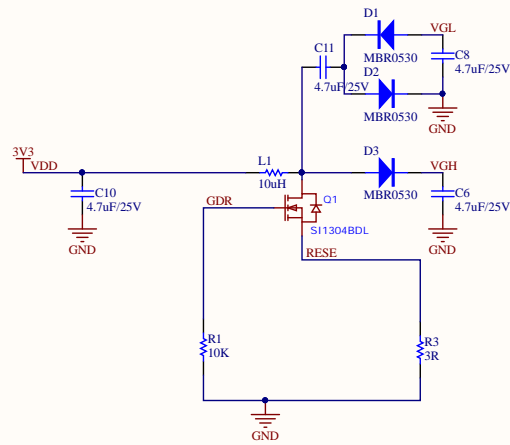 D1
VGL
C11
MBR0530
C8
4.7uF/25V
D2
4.7uF/25V
MBR0530
GND
3V3
VDD
L1
10uH
D3
VGH
MBR0530
C10
4.7uF/25V
GDR
Q1
C6
4.7uF/25V
GND
SI1304BDL
GND
RESE
R1
10K
R3
3R
GND